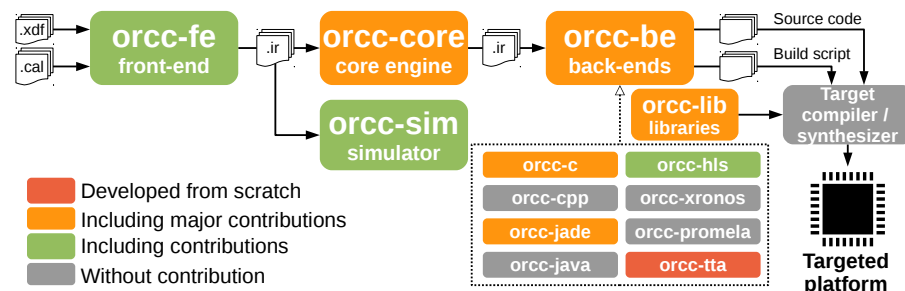 .xdf
.cal
orcc-fe
front-end
.ir
orcc-core
core engine
.ir
orcc-be
back-ends
Source code
Build script
orcc-sim
simulator
orcc-lib
libraries
Target
compiler /
synthesizer
orcc-c
orcc-hls
orcc-cpp
orcc-xronos
orcc-jade
orcc-promela
orcc-java
orcc-tta
Developed from scratch
Including major contributions
Including contributions
Without contribution
Targeted
platform